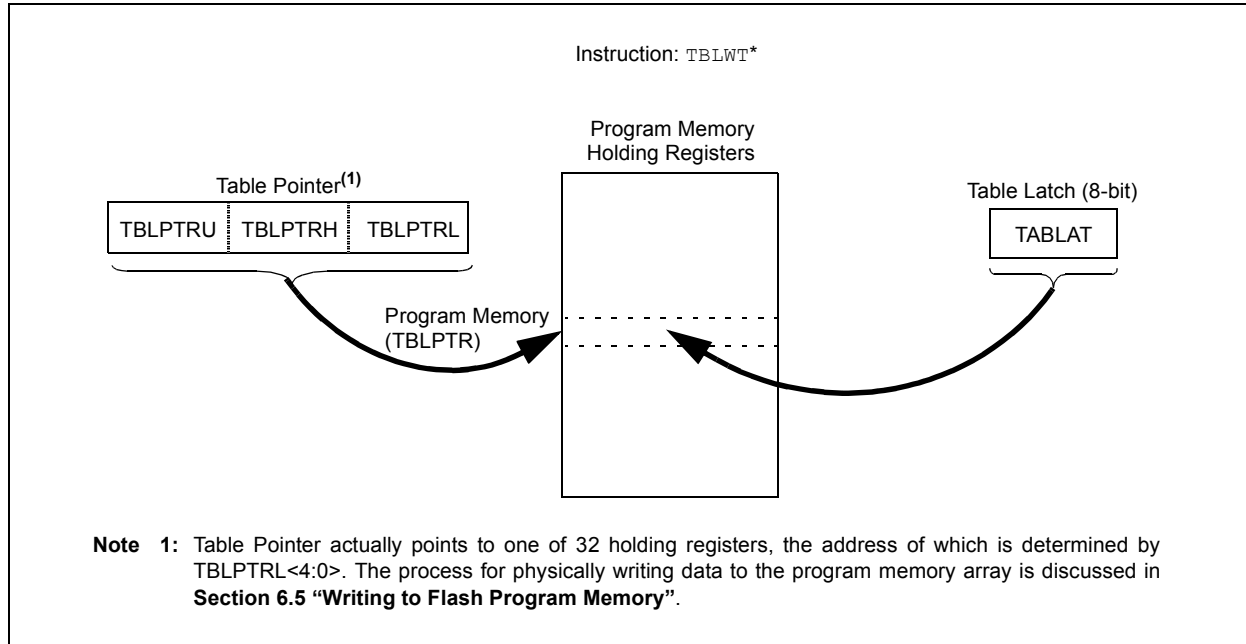 Instruction: TBLWT*
Program Memory
Holding Registers
Table Pointer(1)
Table Latch (8-bit)
TBLPTRU TBLPTRH TBLPTRL
TABLAT
Program Memory
(TBLPTR)
Note 1: Table Pointer actually points to one of 32 holding registers, the address of which is determined by
TBLPTRL<4:0>. The process for physically writing data to the program memory array is discussed in
Section 6.5 “Writing to Flash Program Memory”.